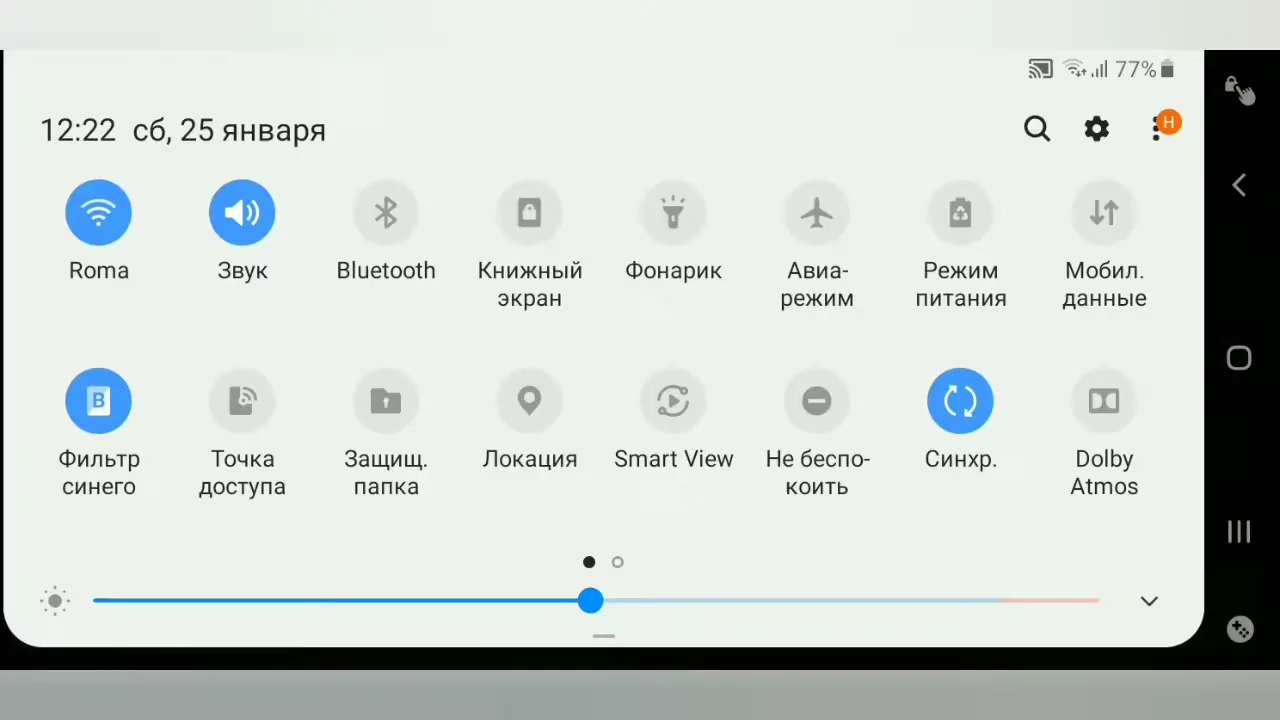 77%
12:22 сб, 25 января
Н
Roma
Звук
Bluetooth
Книжный
экран
Фонарик
Авиа-
режим
Режим
питания
Мобил.
данные
B
Фильтр
синего
Точка
доступа
Защищ.
папка
Локация
Smart View
Не беспо-
коить
Синхр.
Dolby
Atmos